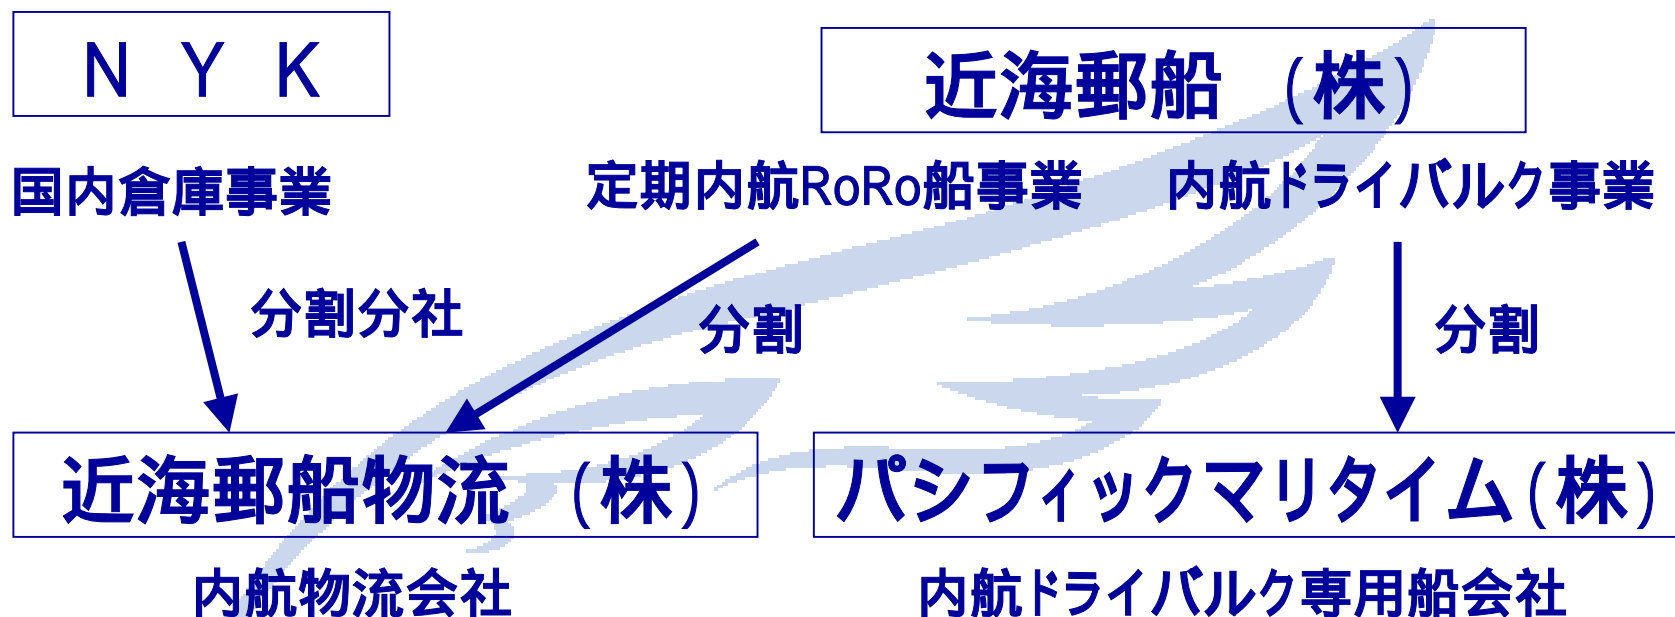 ＮＹＫ
近海郵船 (株)
国内倉庫事業
定期内航RoRo船事業
内航ドライバルク事業
分割分社
分割
分割
近海郵船物流 (株)
パシフィックマリタイム(株)
内航物流会社
内航ドライバルク専用船会社